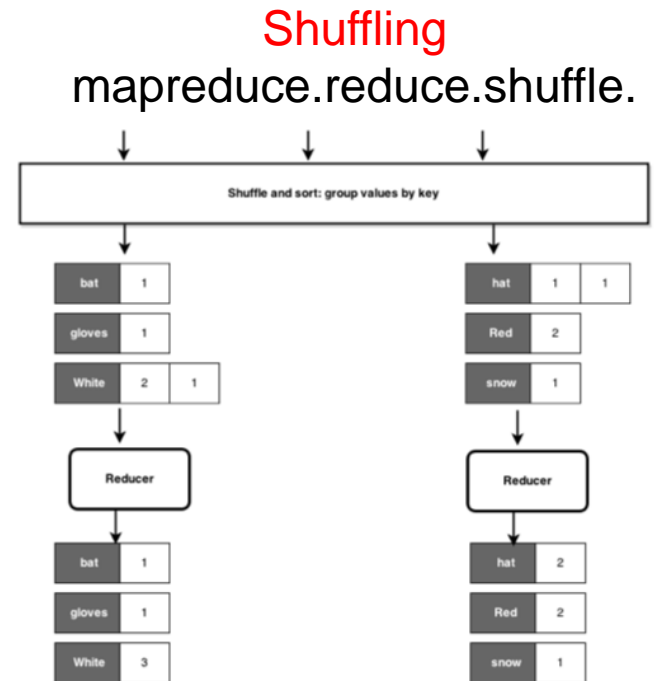 Shuffling
mapreduce.reduce.shuffle.
Shuffle and sort: group values by key
bat 1
gloves 1
White 2 1
hat 1 1
Red 2
snow 1
Reducer
Reducer
bat 1
gloves 1
White 3
hat 2
Red 2
snow 1